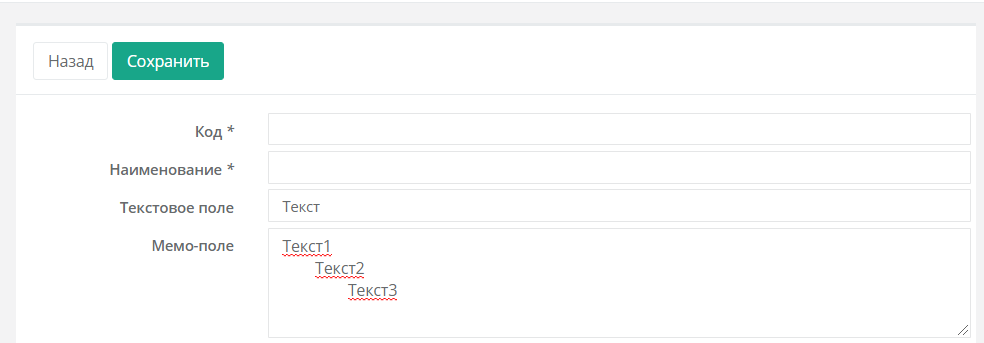 Назад Сохранить
Код *
Наименование *
Текстовое поле Текст
Мемо-поле Текст1
Текст2
Текст3